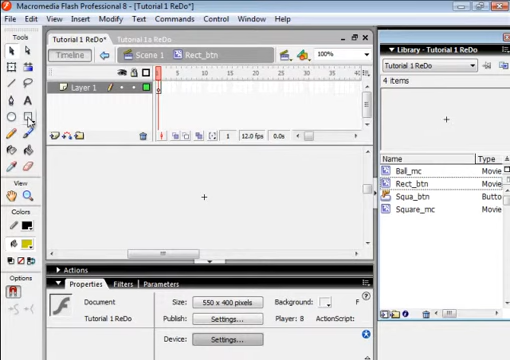 Macromedia Flash Professional 8 - [Tutorial 1 ReDo*]
File Edit View Insert Modify Text Commands Control Window Help
Tools
Tutorial 1 ReDo* Tutorial 1a ReDo
Timeline Scene 1 Rect_btn 100%
5 10 15 20 25 30 35
Layer 1
1 12.0 fps 0.0s
View
Colors
Options
Actions
Properties Filters Parameters
Document Size: 550 x 400 pixels Background: F
Tutorial 1 ReDo Publish: Settings... Player: 8 ActionScript:
Device: Settings...
Library - Tutorial 1 ReDo
Tutorial 1 ReDo
4 items
Name Type
Ball_mc Movie
Rect_btn Movie
Squa_btn Butto
Square_mc Movie